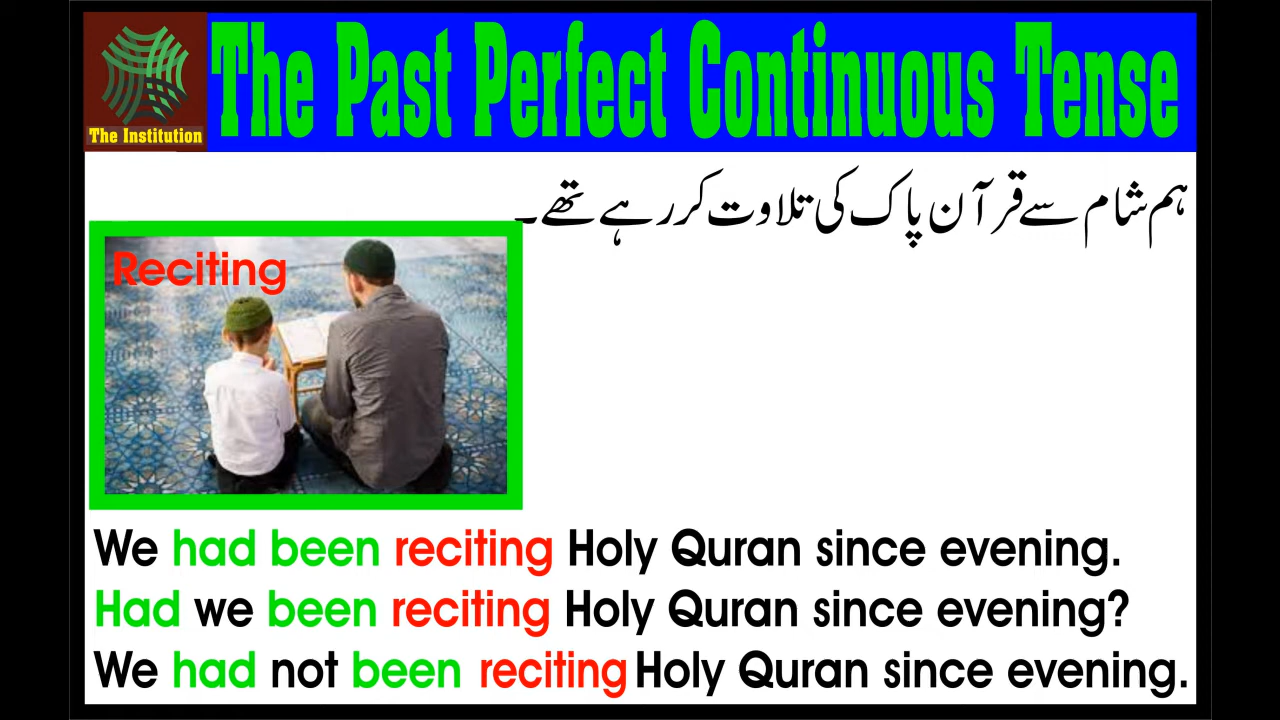 The Institution
The Past Perfect Continuous Tense
ہم شام سے قرآن پاک کی تلاوت کر رہے تھے۔
Reciting
We had been reciting Holy Quran since evening.
Had we been reciting Holy Quran since evening?
We had not been reciting Holy Quran since evening.